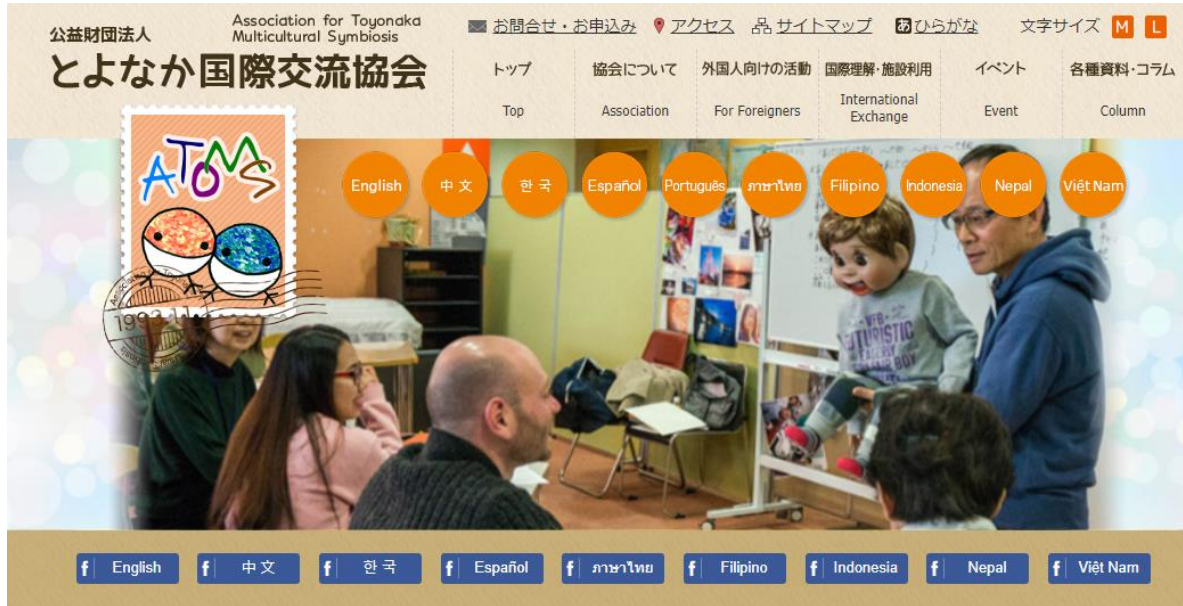 公益財団法人
Association for Toyonaka
Multicultural Symbiosis
とよなか国際交流協会
お問合せ・お申込み アクセス サイトマップ あ ひらがな 文字サイズ M L
トップ 協会について 外国人向けの活動 国際理解・施設利用 イベント 各種資料・コラム
Top Association For Foreigners International Exchange Event Column
ATOMS
English 中文 한국 Español Português ภาษาไทย Filipino Indonesia Nepal Việt Nam
FUTURISTIC
BOY
f English f 中文 f 한국 f Español f ภาษาไทย f Filipino f Indonesia f Nepal f Việt Nam